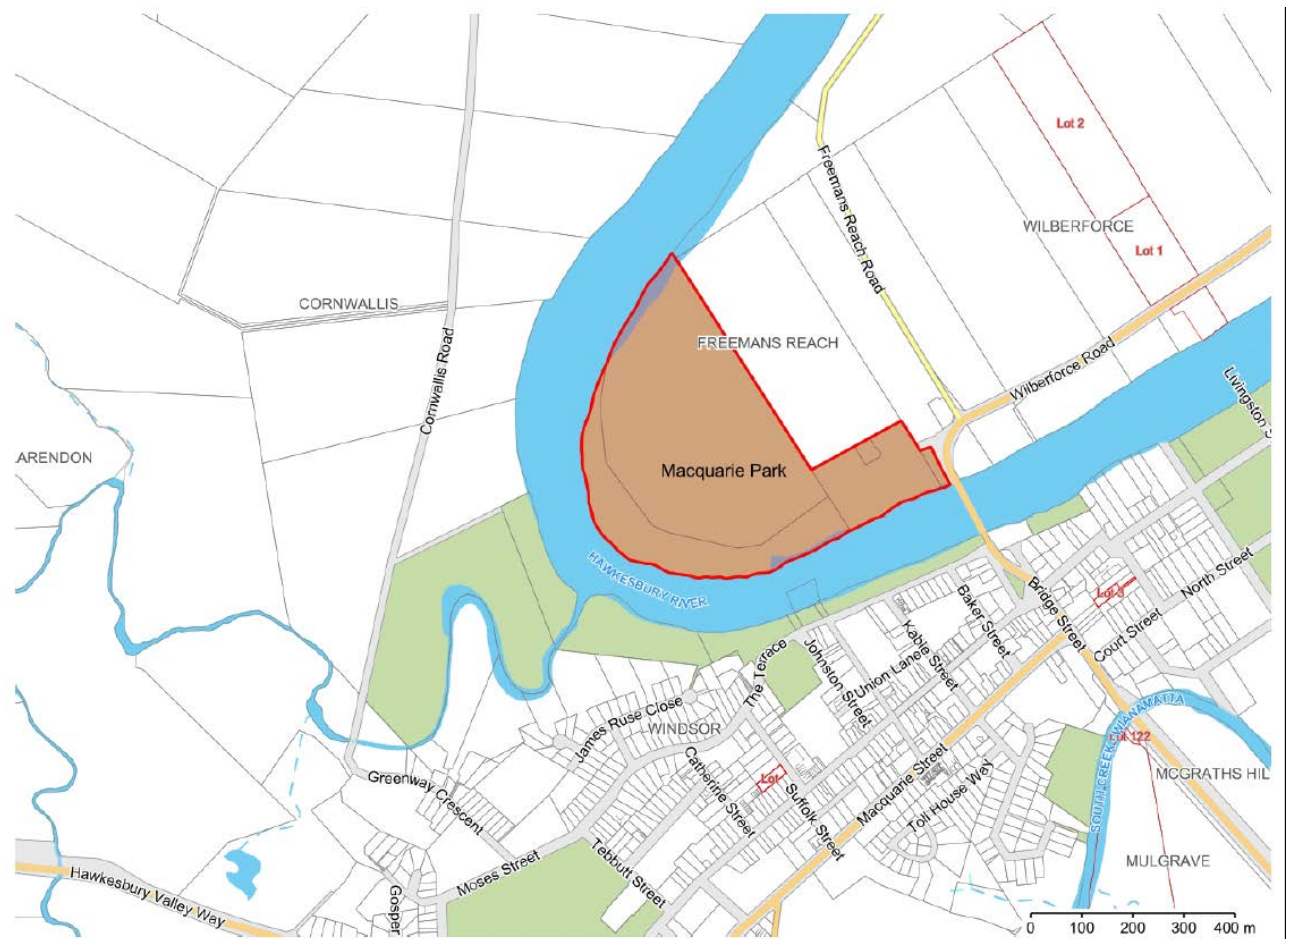 Lot 2
Freemans Reach Road
WILBERFORCE
Lot 1
CORNWALLIS
Cornwallis Road
FREEMANS REACH
Wilberforce Road
Livingston S
ARENDON
Macquarie Park
HAWKESBURY RIVER
North Street
Bridge Street
Lot 3
Baker Street
Court Street
Kable Street
Union Lane
Johnston Street
The Terrace
James Ruse Close
WINDSOR
SOUTH CREEK WIANAMATTA
Lot 122
MCGRATHS HIL
Greenway Crescent
Catherine Street
Lot
Suffolk Street
Macquarie Street
Toll House Way
Tebbutt Street
Moses Street
MULGRAVE
Hawkesbury Valley Way
Gosper
0 100 200 300 400 m